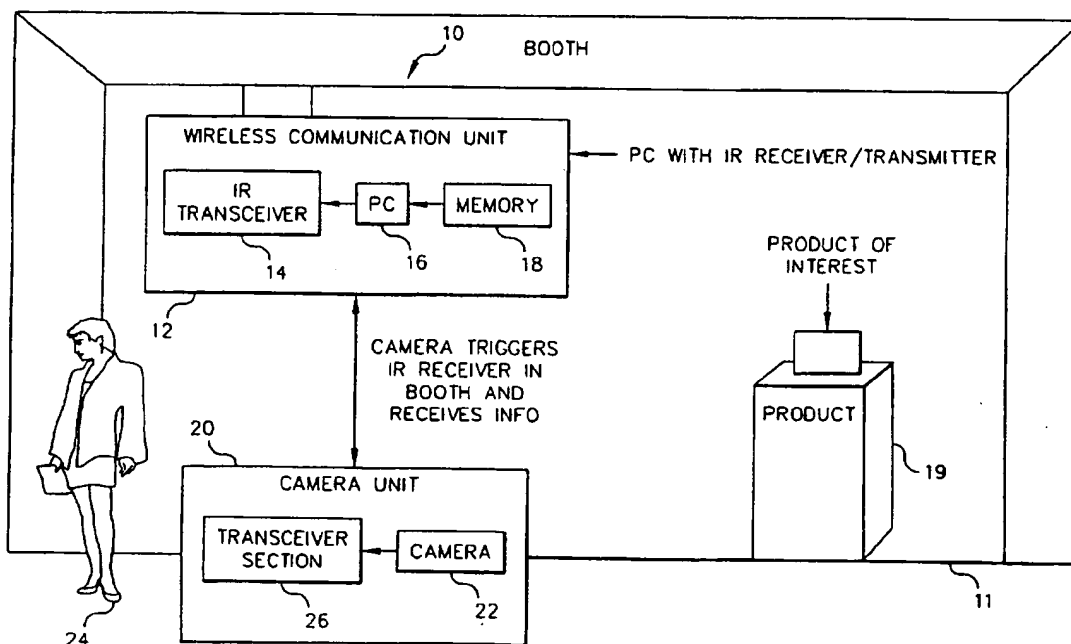 10
BOOTH
WIRELESS COMMUNICATION UNIT
PC WITH IR RECEIVER/TRANSMITTER
IR
TRANSCEIVER
PC
MEMORY
14
16
18
12
PRODUCT OF
INTEREST
CAMERA TRIGGERS
IR RECEIVER IN
BOOTH AND
RECEIVES INFO
PRODUCT
19
20
CAMERA UNIT
TRANSCEIVER
SECTION
CAMERA
26
22
24
11